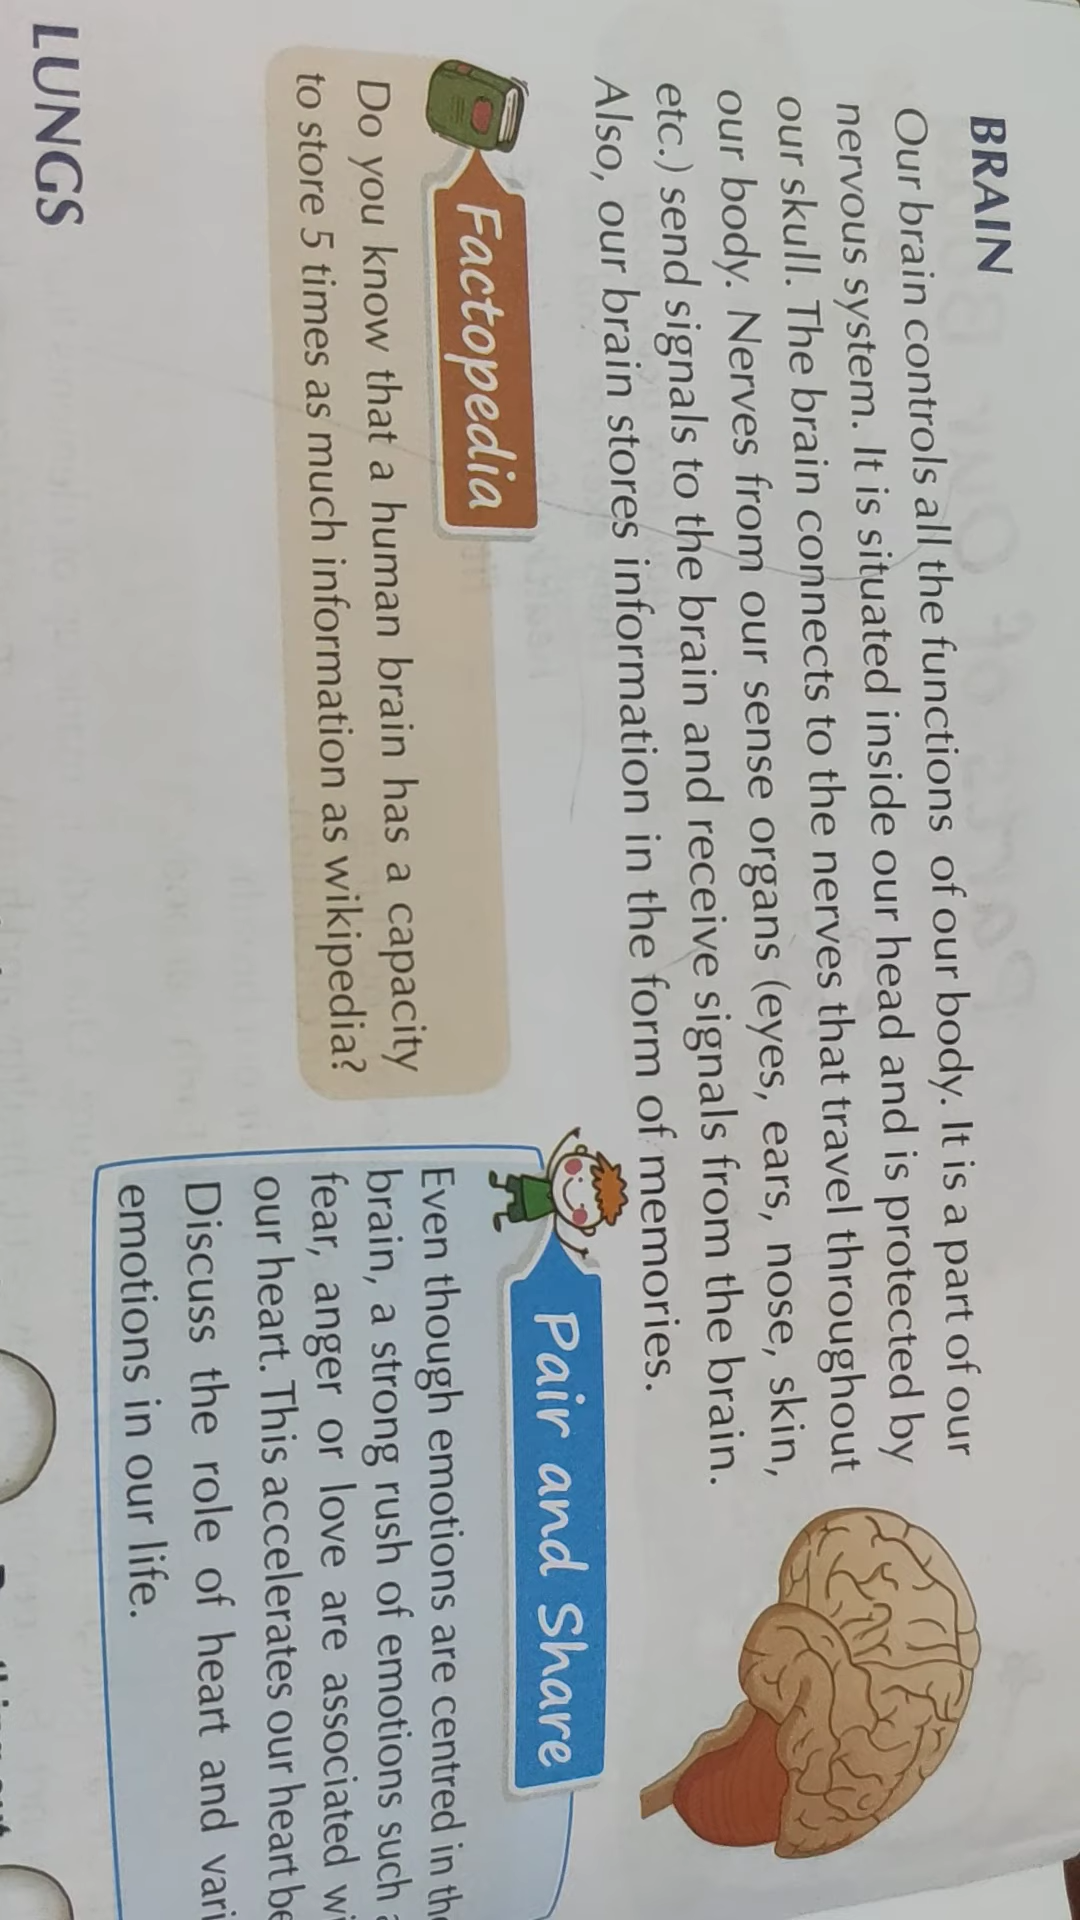 BRAIN
Our brain controls all the functions of our body. It is a part of our
nervous system. It is situated inside our head and is protected by
our skull. The brain connects to the nerves that travel throughout
our body. Nerves from our sense organs (eyes, ears, nose, skin,
etc.) send signals to the brain and receive signals from the brain.
Also, our brain stores information in the form of memories.
Factopedia
Do you know that a human brain has a capacity
to store 5 times as much information as wikipedia?
Pair and Share
Even though emotions are centred in the
brain, a strong rush of emotions such
fear, anger or love are associated
our heart. This accelerates our heart
Discuss the role of heart and
emotions in our life.
LUNGS